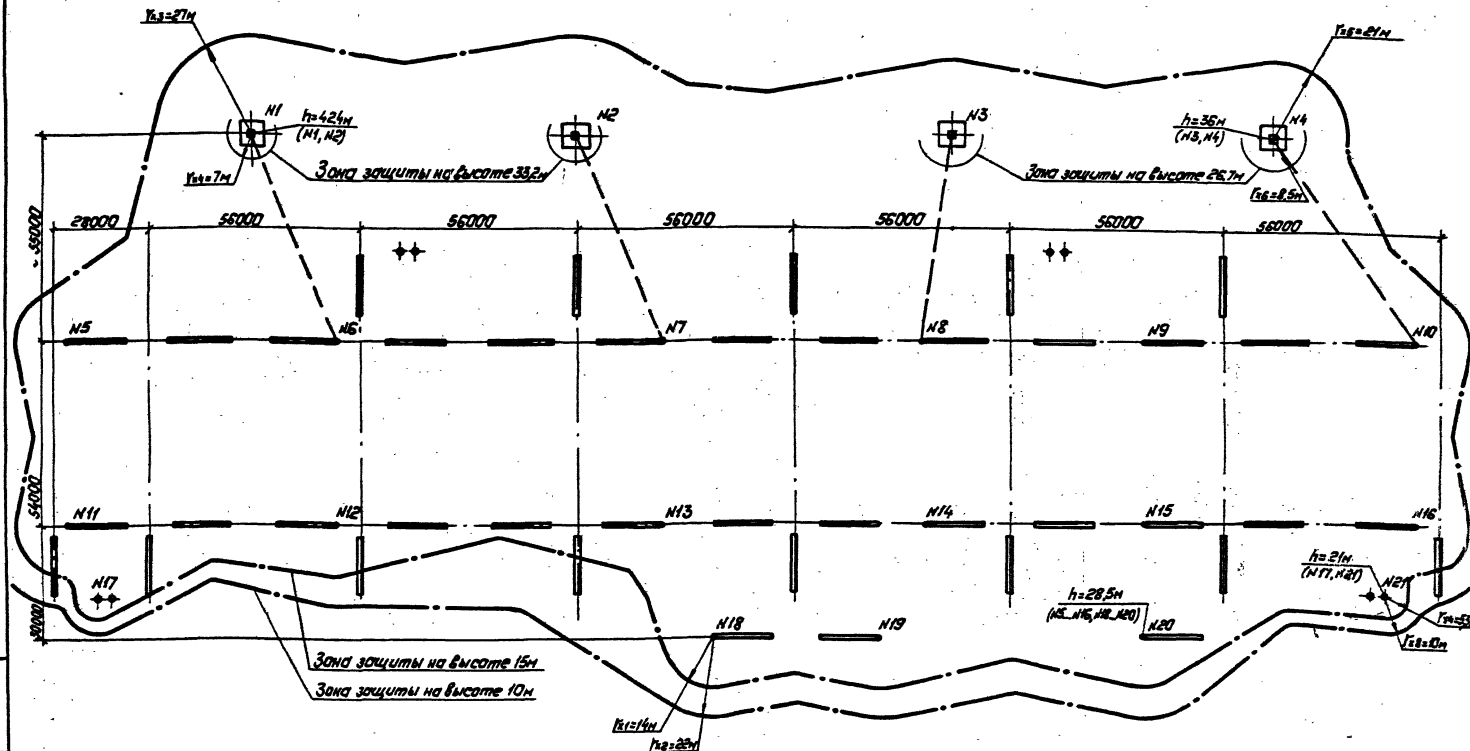 rx3=27м
rx5=21м
N1
h=42,4м
(N1, N2)
N2
N3
h=36м
(N3, N4)
N4
rx4=7м
Зона защиты на высоте 33,2м
Зона защиты на высоте 26,7м
rx6=8,5м
~ 55000
28000
56000
56000
56000
56000
56000
56000
N5
N6
N7
N8
N9
N10
54000
N11
N12
N13
N14
N15
N16
N17
h=21м
(N17, N21)
N21
h=28,5м
(N5...N16, N18...N20)
30000
N18
N19
N20
rx8=10м
Зона защиты на высоте 15м
Зона защиты на высоте 10м
rx1=14м
rx2=22м